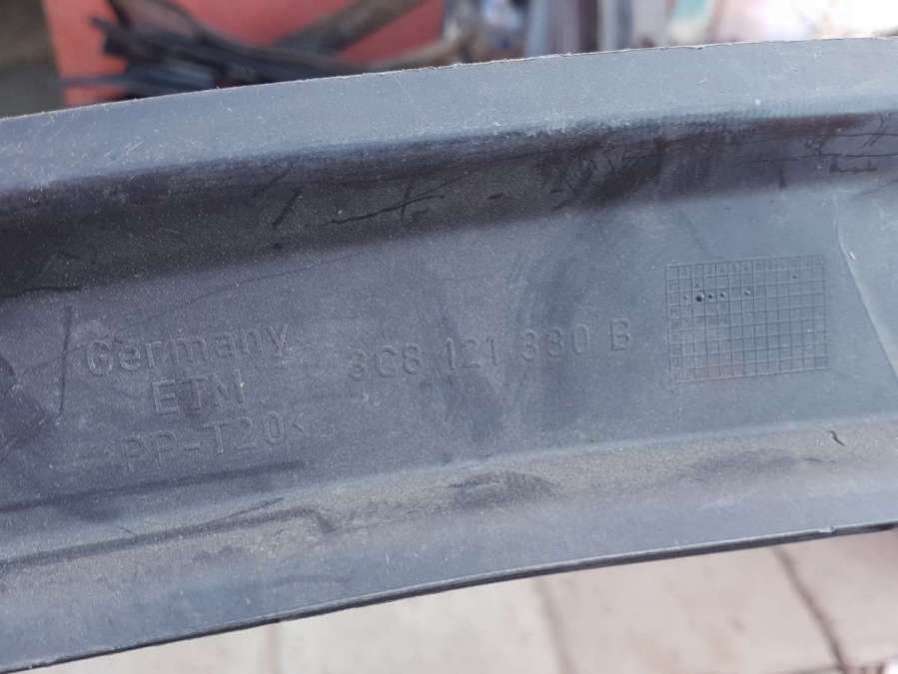 Germany
ETM
>PP-T20<
3C8 121 330 B